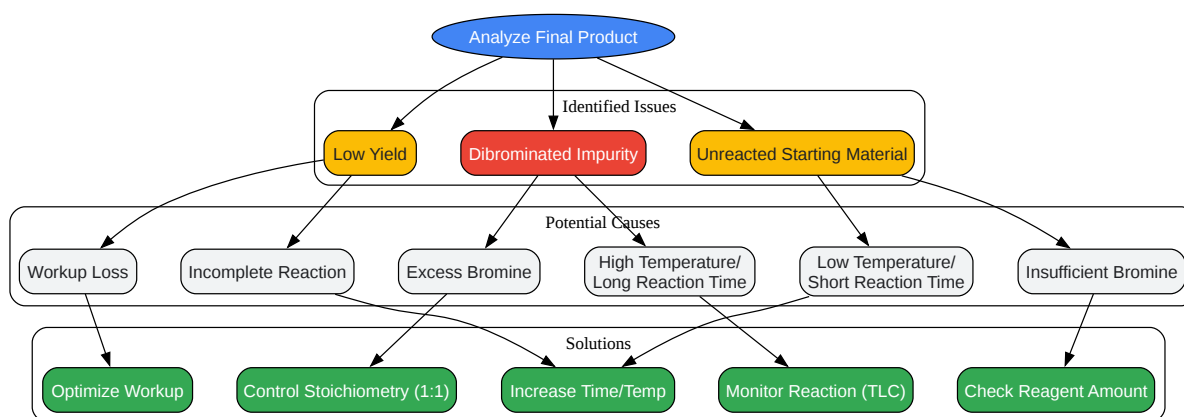 Analyze Final Product
Identified Issues
Low Yield
Dibrominated Impurity
Unreacted Starting Material
Potential Causes
Workup Loss
Incomplete Reaction
Excess Bromine
High Temperature/
Long Reaction Time
Low Temperature/
Short Reaction Time
Insufficient Bromine
Solutions
Optimize Workup
Control Stoichiometry (1:1)
Increase Time/Temp
Monitor Reaction (TLC)
Check Reagent Amount